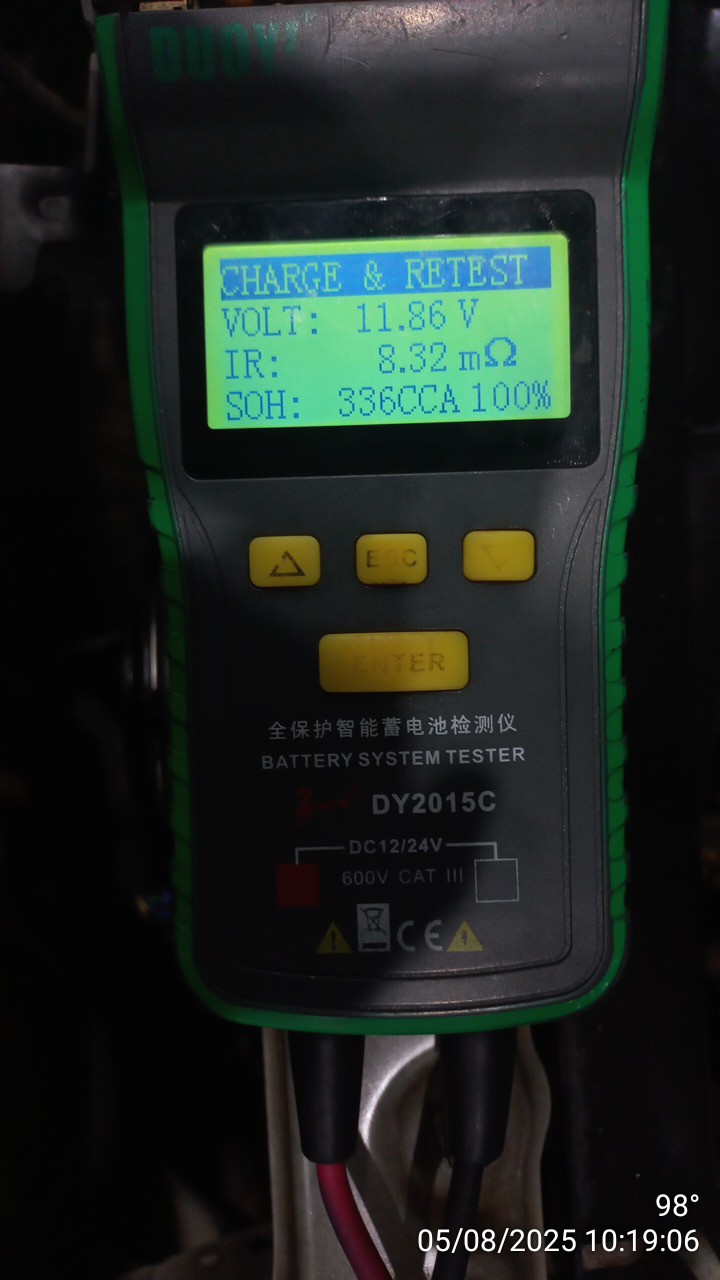 DUOYI
CHARGE & RETEST
VOLT: 11.86 V
IR: 8.32 mΩ
SOH: 336CCA 100%
ESC
ENTER
全保护智能蓄电池检测仪
BATTERY SYSTEM TESTER
DY2015C
DC12/24V
600V CAT III
CE
98°
05/08/2025 10:19:06